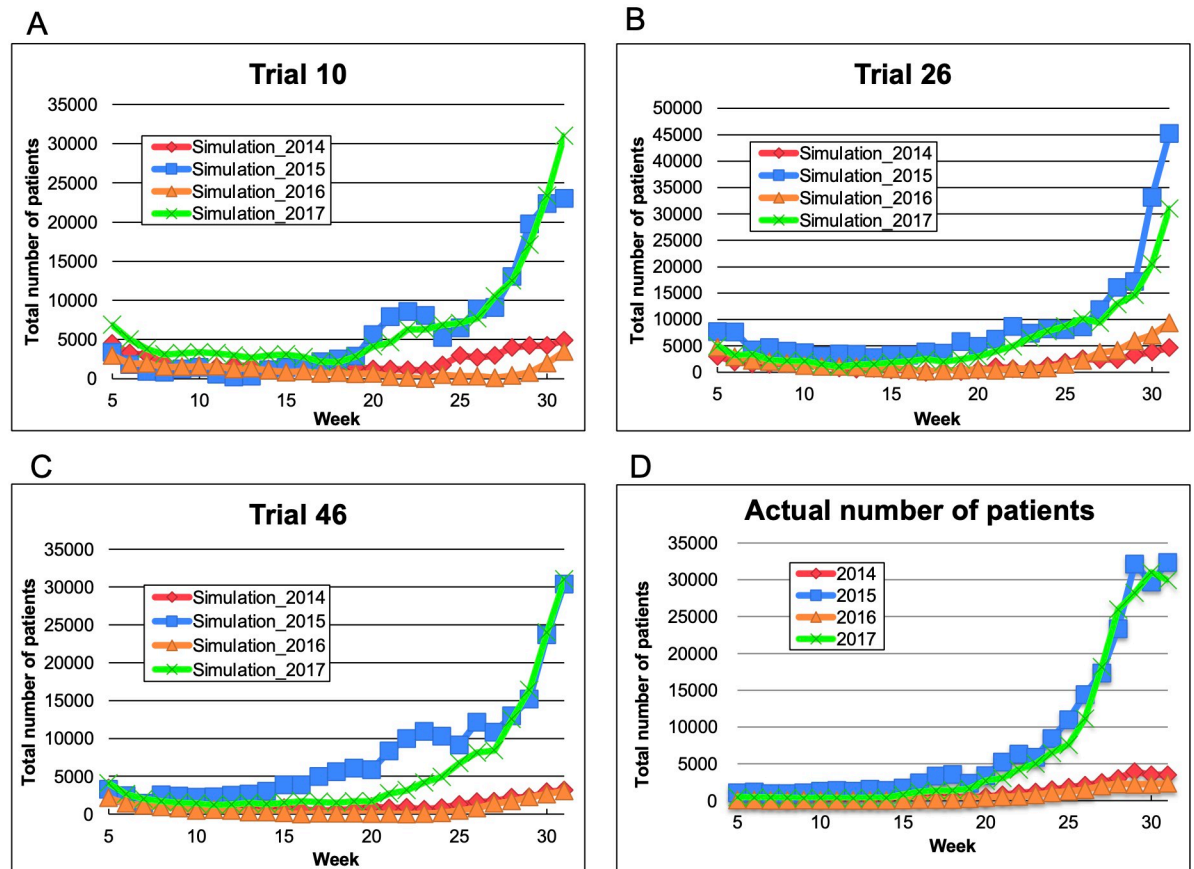 A
Trial 10
Total number of patients
35000
30000
25000
20000
15000
10000
5000
0
Simulation_2014
Simulation_2015
Simulation_2016
Simulation_2017
5 10 15 20 25 30
Week
B
Trial 26
Total number of patients
50000
45000
40000
35000
30000
25000
20000
15000
10000
5000
0
Simulation_2014
Simulation_2015
Simulation_2016
Simulation_2017
5 10 15 20 25 30
Week
C
Trial 46
Total number of patients
35000
30000
25000
20000
15000
10000
5000
0
Simulation_2014
Simulation_2015
Simulation_2016
Simulation_2017
5 10 15 20 25 30
Week
D
Actual number of patients
Total number of patients
35000
30000
25000
20000
15000
10000
5000
0
2014
2015
2016
2017
5 10 15 20 25 30
Week